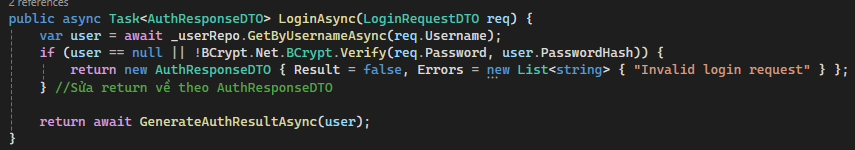 2 references
public async Task<AuthResponseDTO> LoginAsync(LoginRequestDTO req) {
var user = await _userRepo.GetByUsernameAsync(req.Username);
if (user == null || !BCrypt.Net.BCrypt.Verify(req.Password, user.PasswordHash)) {
return new AuthResponseDTO { Result = false, Errors = new List<string> { "Invalid login request" } };
} //Sửa return về theo AuthResponseDTO
return await GenerateAuthResultAsync(user);
}